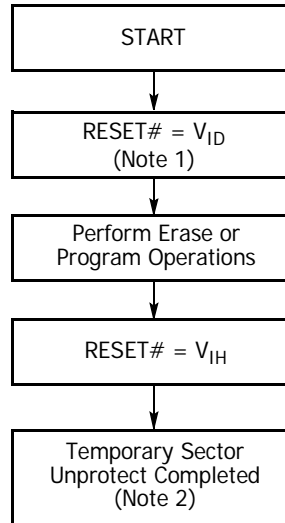 START
RESET# = VID
(Note 1)
Perform Erase or
Program Operations
RESET# = VIH
Temporary Sector
Unprotect Completed
(Note 2)